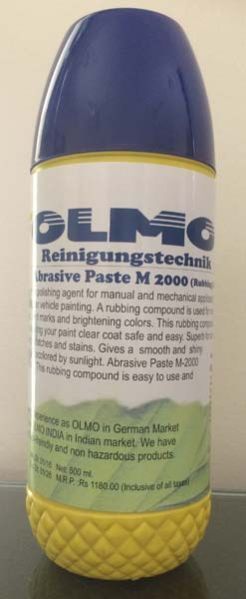 OLMO
Reinigungstechnik
Abrasive Paste M 2000 (Rubbing
polishing agent for manual and mechanical
vehicle painting. A rubbing compound is used for
marks and brightening colors. This rubbing
your paint clear coat safe and easy.
and stains. Gives a smooth and shiny
colored by sunlight. Abrasive Paste M-2000
This rubbing compound is easy to use and
experience as OLMO in German Market
OLMO INDIA in Indian market. We have
friendly and non hazardous products.
Net: 500 ml.
M.R.P. :Rs 1180.00 (Inclusive of all taxes)